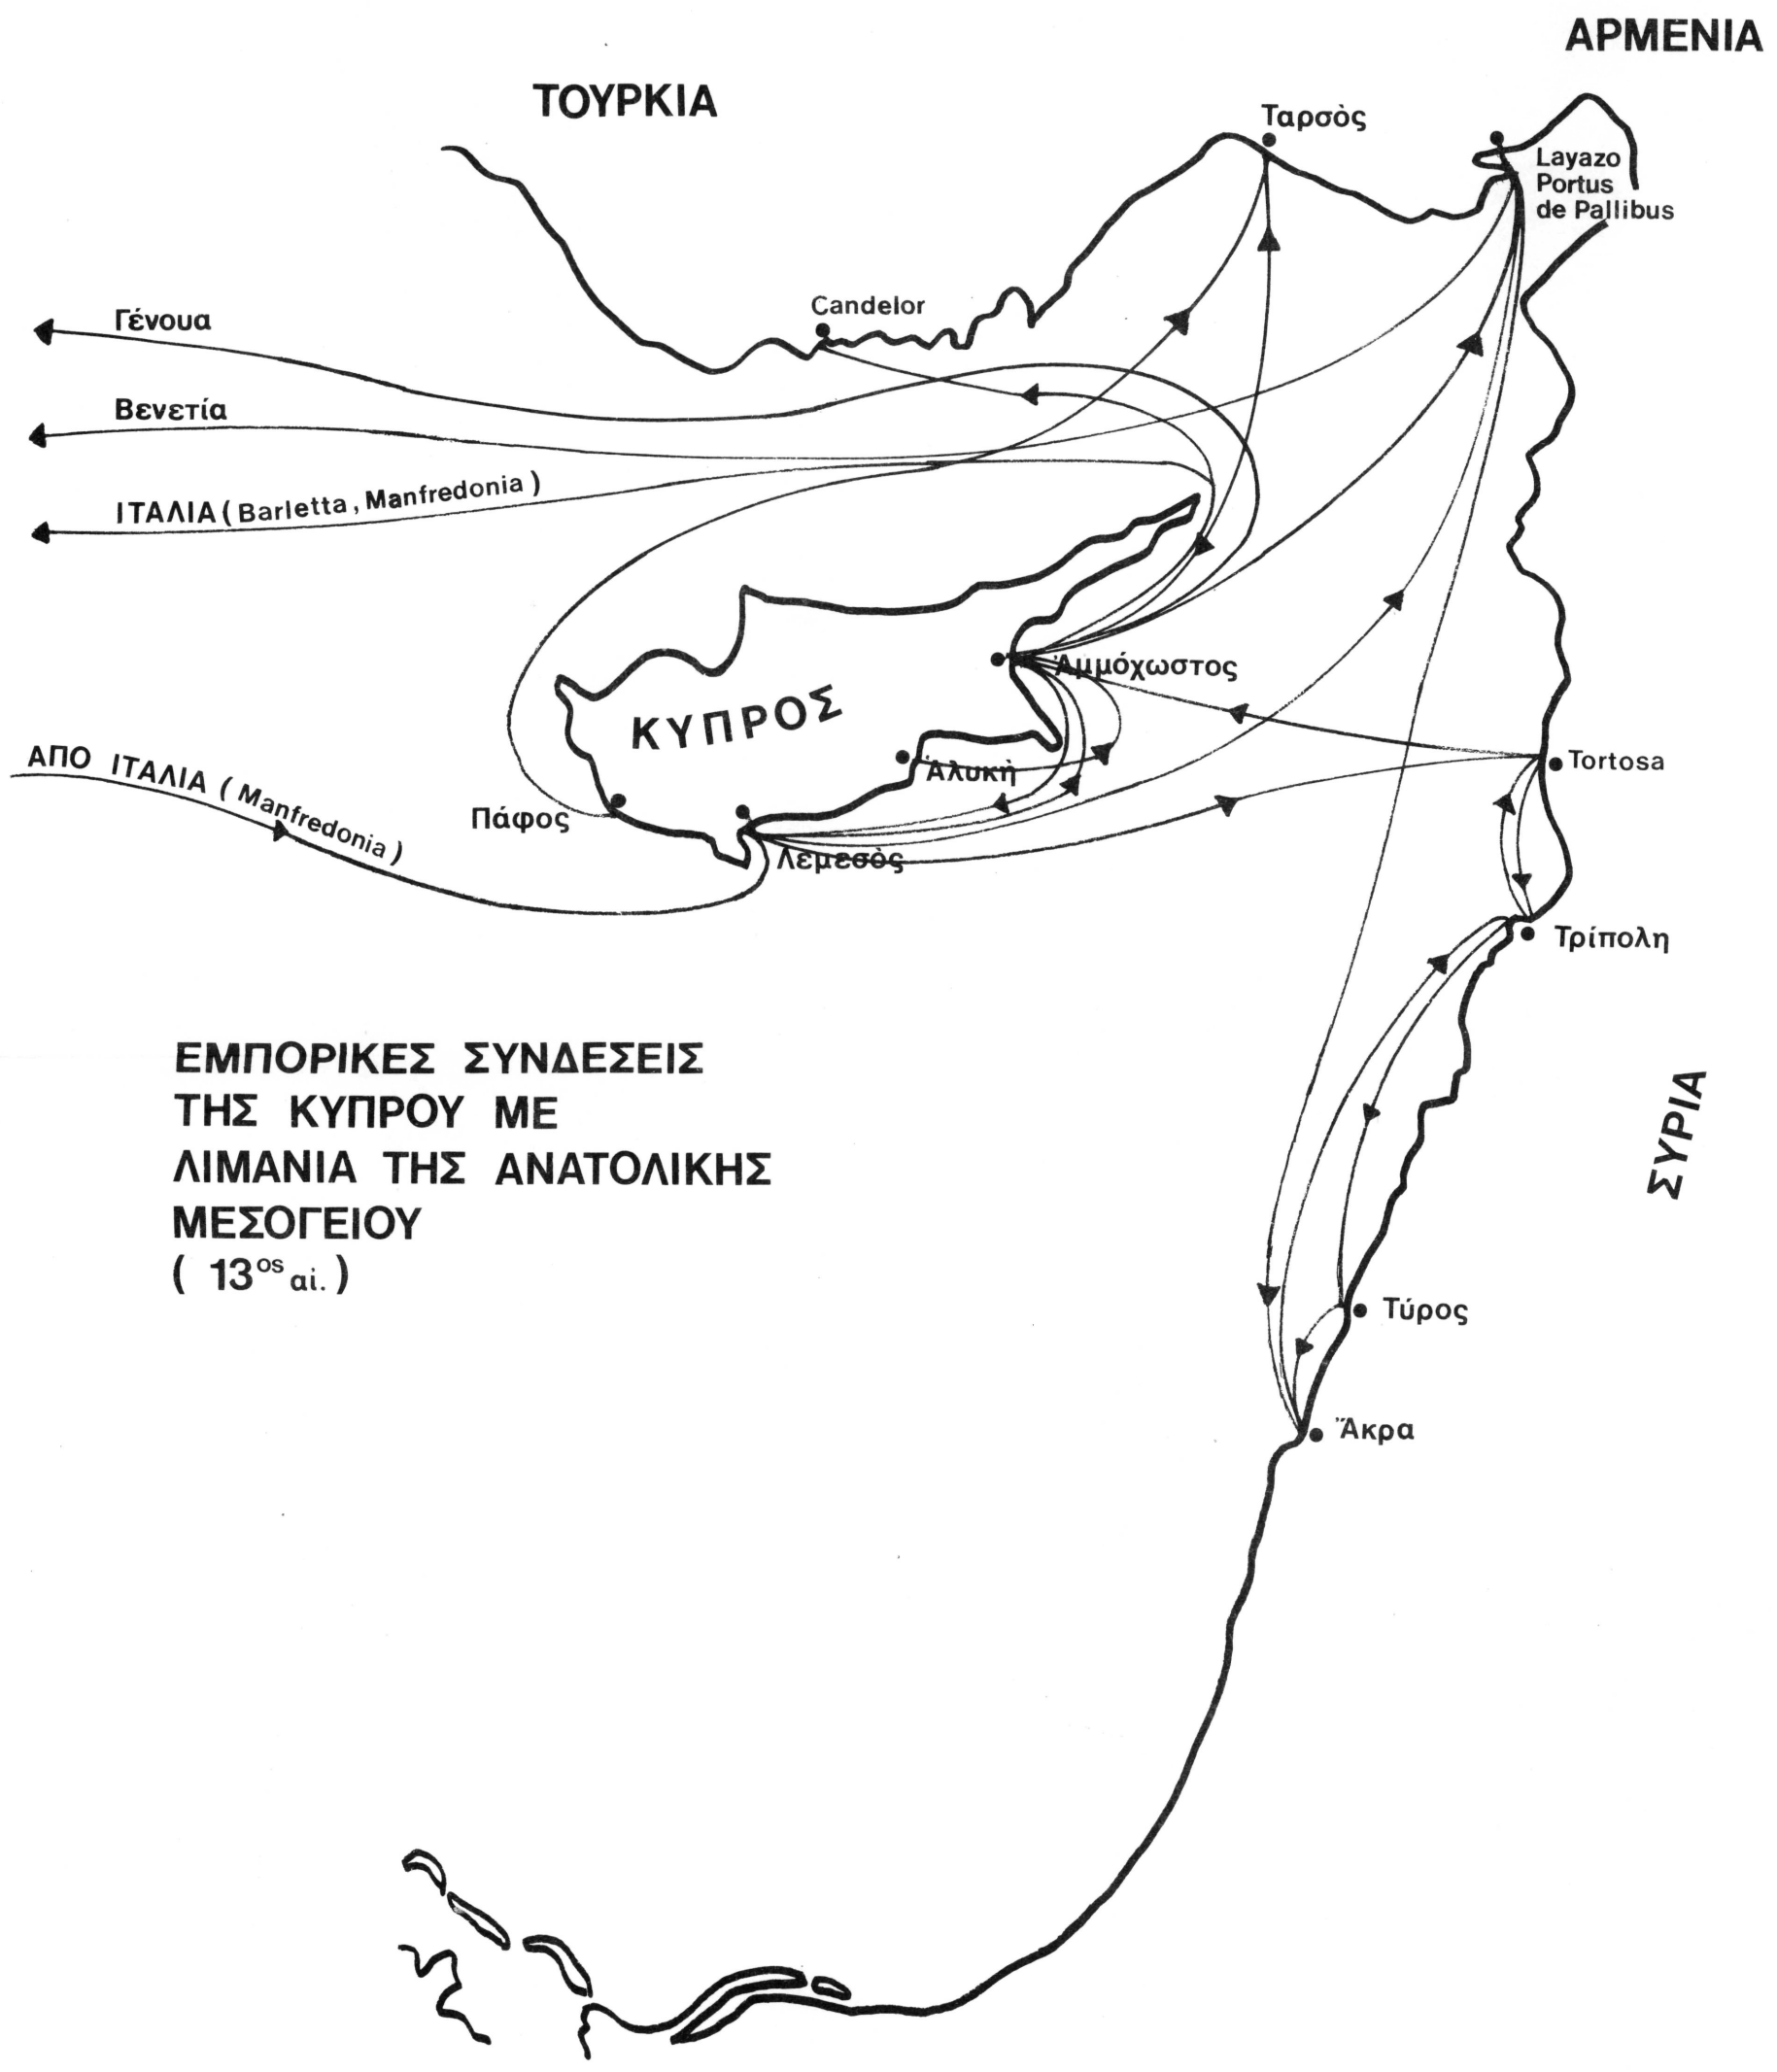 ΑΡΜΕΝΙΑ
ΤΟΥΡΚΙΑ
Ταρσὸς
Layazo
Portus
de Pallibus
Candelor
Γένουα
Βενετία
ΙΤΑΛΙΑ ( Barletta, Manfredonia )
Ἀμμόχωστος
ΚΥΠΡΟΣ
ΑΠΟ ΙΤΑΛΙΑ ( Manfredonia )
Ἁλυκὴ
Tortosa
Πάφος
Λεμεσὸς
Τρίπολη
ΕΜΠΟΡΙΚΕΣ ΣΥΝΔΕΣΕΙΣ
ΤΗΣ ΚΥΠΡΟΥ ΜΕ
ΛΙΜΑΝΙΑ ΤΗΣ ΑΝΑΤΟΛΙΚΗΣ
ΜΕΣΟΓΕΙΟΥ
( 13ος αἰ. )
ΣΥΡΙΑ
Τύρος
Ἄκρα